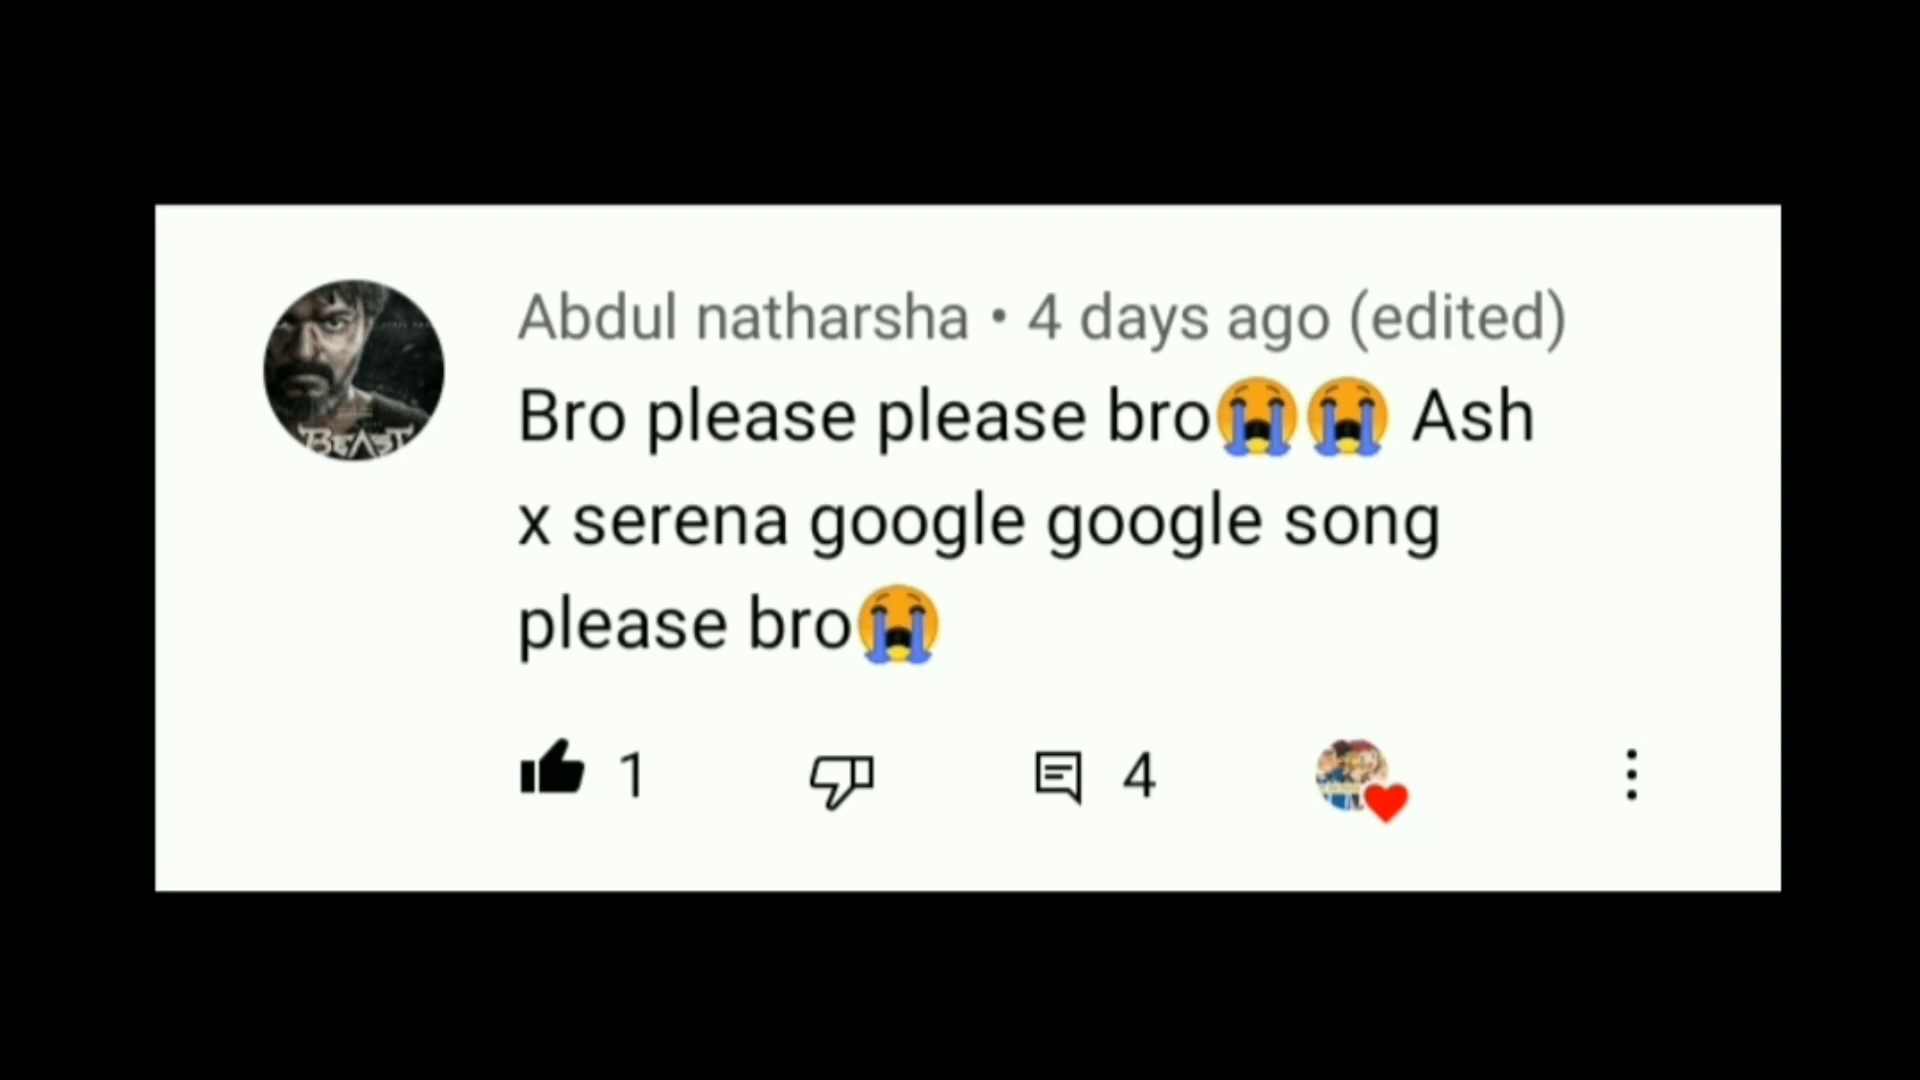 Abdul natharsha • 4 days ago (edited)
Bro please please bro😭😭 Ash
x serena google google song
please bro😭
1 4
BEAST